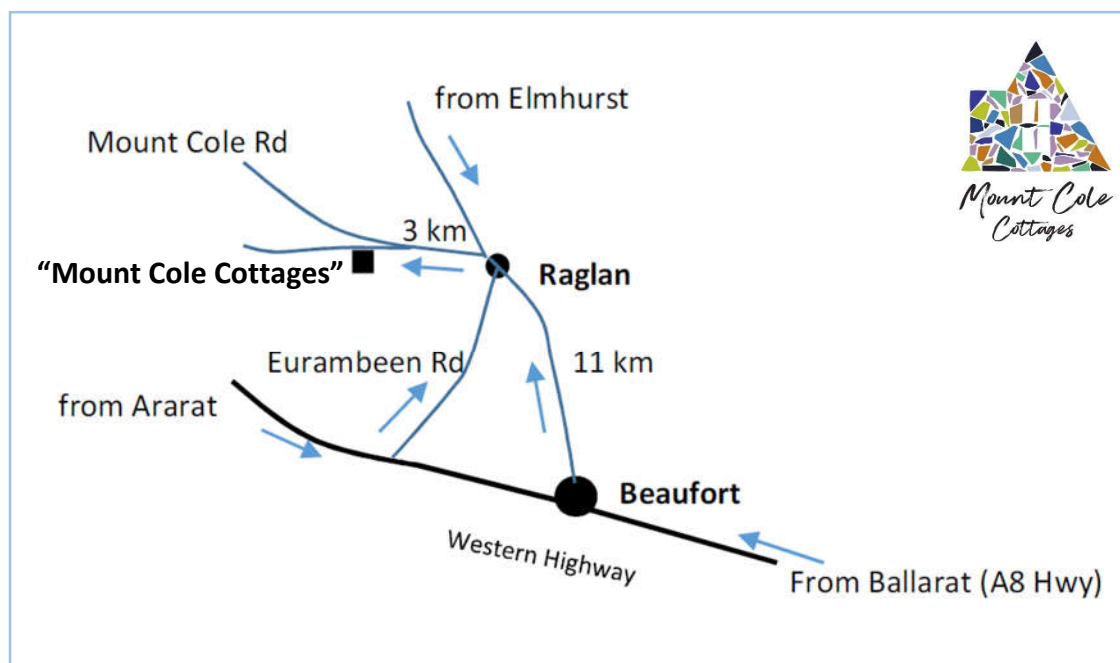 from Elmhurst
Mount Cole Rd
Mount Cole
Cottages
3 km
“Mount Cole Cottages”
Raglan
Eurambeen Rd
11 km
from Ararat
Beaufort
Western Highway
From Ballarat (A8 Hwy)